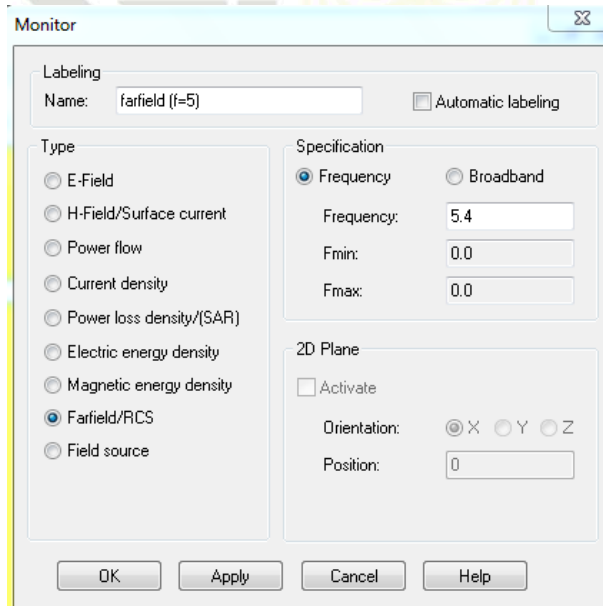 Monitor
Labeling
Name: farfield (f=5)
Automatic labeling
Type
E-Field
H-Field/Surface current
Power flow
Current density
Power loss density/(SAR)
Electric energy density
Magnetic energy density
Farfield/RCS
Field source
Specification
Frequency Broadband
Frequency: 5.4
Fmin: 0.0
Fmax: 0.0
2D Plane
Activate
Orientation: X Y Z
Position: 0
OK Apply Cancel Help